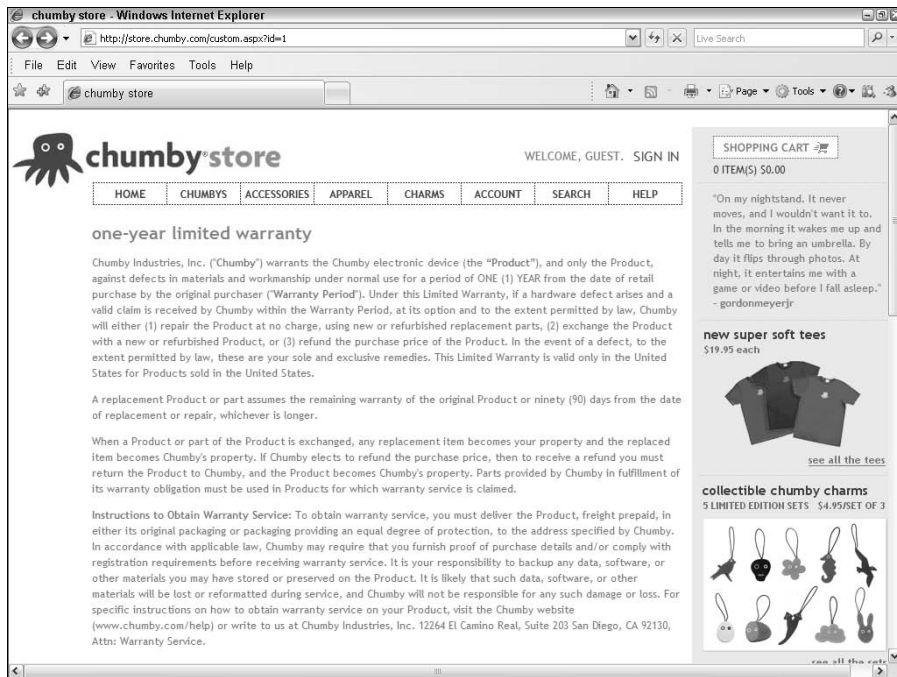 chumby store - Windows Internet Explorer
http://store.chumby.com/custom.aspx?id=1
Live Search
File Edit View Favorites Tools Help
chumby store
Page Tools
chumby® store
WELCOME, GUEST. SIGN IN
HOME CHUMBYS ACCESSORIES APPAREL CHARMS ACCOUNT SEARCH HELP
one-year limited warranty
Chumby Industries, Inc. ("Chumby") warrants the Chumby electronic device (the "Product"), and only the Product,
against defects in materials and workmanship under normal use for a period of ONE (1) YEAR from the date of retail
purchase by the original purchaser ("Warranty Period"). Under this Limited Warranty, if a hardware defect arises and a
valid claim is received by Chumby within the Warranty Period, at its option and to the extent permitted by law, Chumby
will either (1) repair the Product at no charge, using new or refurbished replacement parts, (2) exchange the Product
with a new or refurbished Product, or (3) refund the purchase price of the Product. In the event of a defect, to the
extent permitted by law, these are your sole and exclusive remedies. This Limited Warranty is valid only in the United
States for Products sold in the United States.
A replacement Product or part assumes the remaining warranty of the original Product or ninety (90) days from the date
of replacement or repair, whichever is longer.
When a Product or part of the Product is exchanged, any replacement item becomes your property and the replaced
item becomes Chumby's property. If Chumby elects to refund the purchase price, then to receive a refund you must
return the Product to Chumby, and the Product becomes Chumby's property. Parts provided by Chumby in fulfillment of
its warranty obligation must be used in Products for which warranty service is claimed.
Instructions to Obtain Warranty Service: To obtain warranty service, you must deliver the Product, freight prepaid, in
either its original packaging or packaging providing an equal degree of protection, to the address specified by Chumby.
In accordance with applicable law, Chumby may require that you furnish proof of purchase details and/or comply with
registration requirements before receiving warranty service. It is your responsibility to backup any data, software, or
other materials you may have stored or preserved on the Product. It is likely that such data, software, or other
materials will be lost or reformatted during service, and Chumby will not be responsible for any such damage or loss. For
specific instructions on how to obtain warranty service on your Product, visit the Chumby website
(www.chumby.com/help) or write to us at Chumby Industries, Inc. 12264 El Camino Real, Suite 203 San Diego, CA 92130,
Attn: Warranty Service.
SHOPPING CART
0 ITEM(S) $0.00
"On my nightstand. It never
moves, and I wouldn't want it to.
In the morning it wakes me up and
tells me to bring an umbrella. By
day it flips through photos. At
night, it entertains me with a
game or video before I fall asleep."
- gordonmeyerjr
new super soft tees
$19.95 each
see all the tees
collectible chumby charms
5 LIMITED EDITION SETS $4.95/SET OF 3
see all the sets